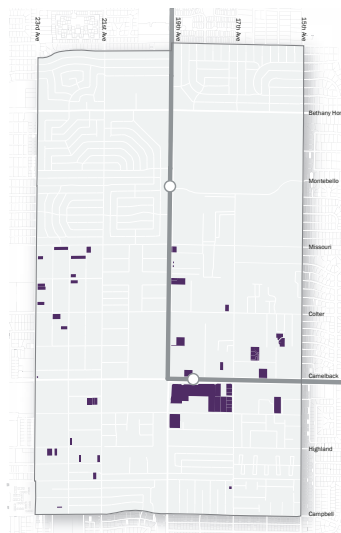 23rd Ave
21st Ave
19th Ave
17th Ave
15th Ave
Bethany Ho
Montebello
Missouri
Colter
Camelback
Highland
Campbell